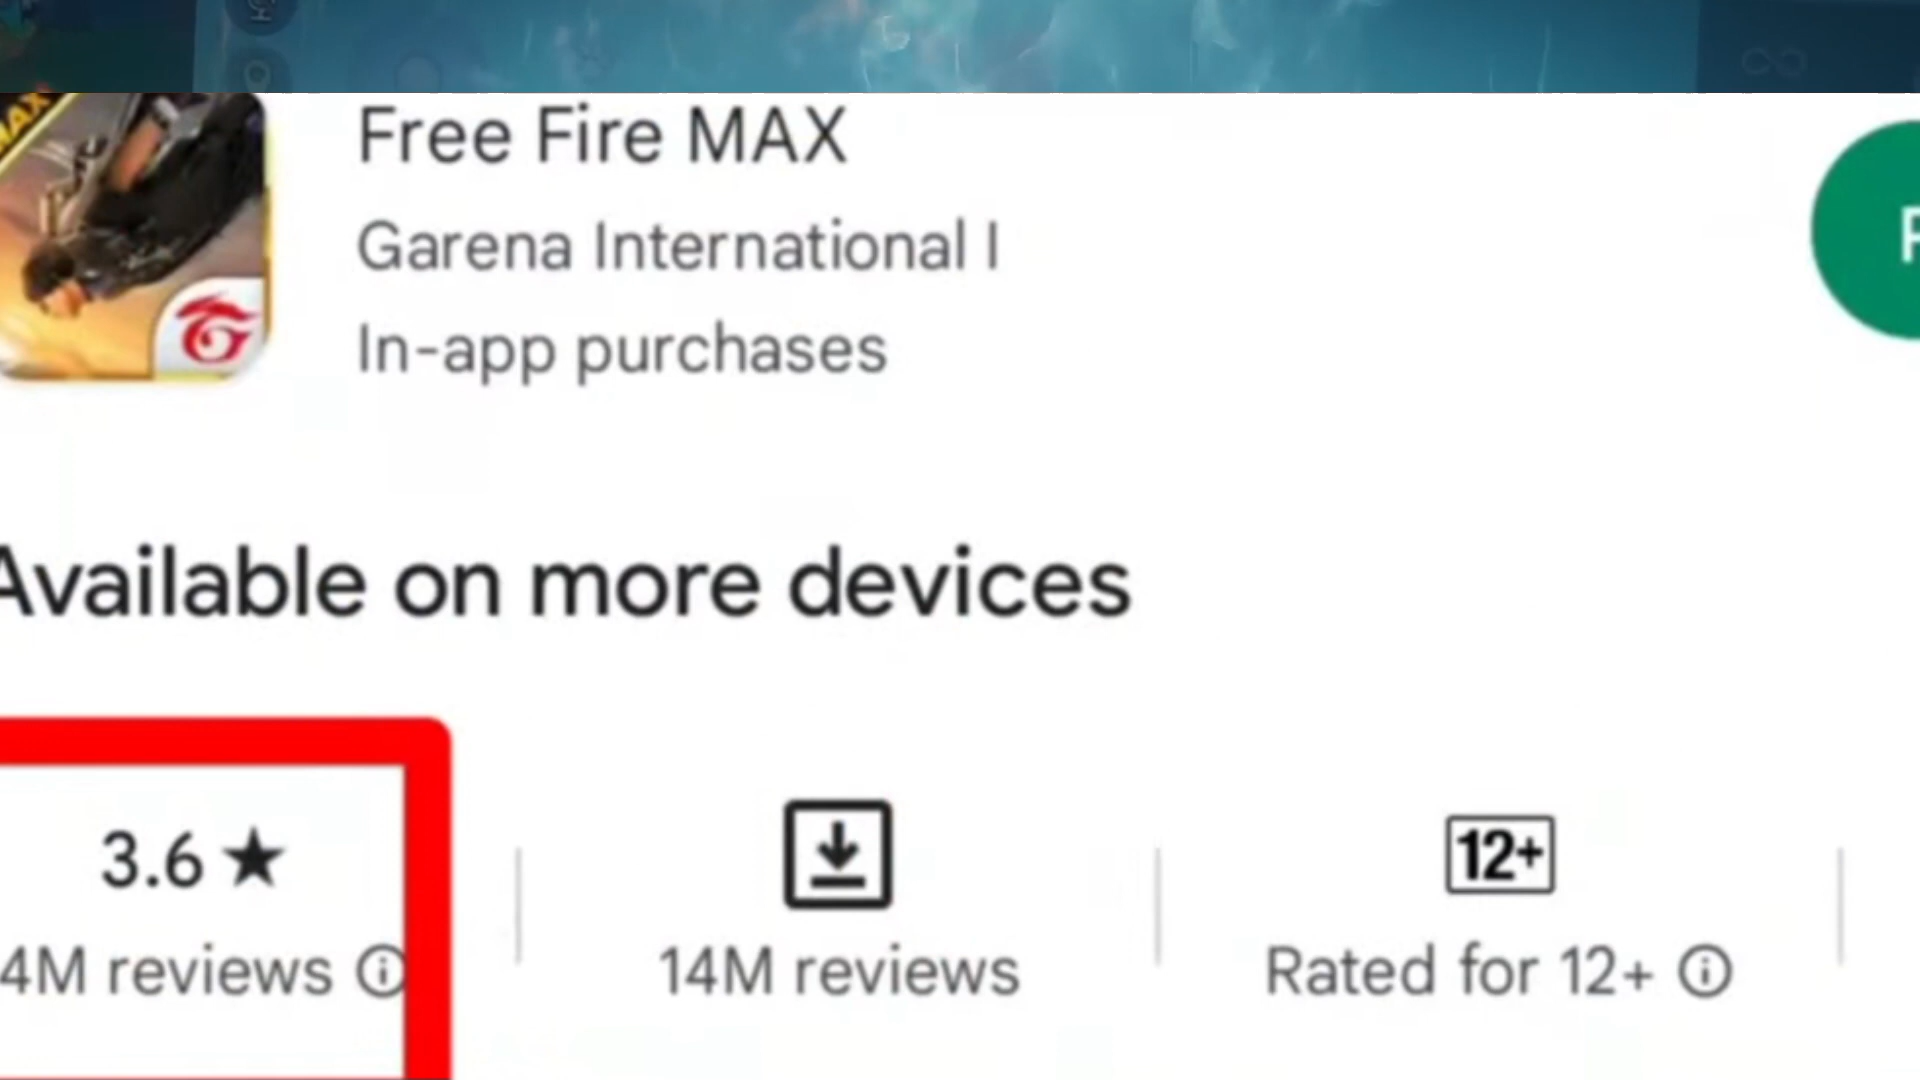 MAX
Free Fire MAX
Garena International I
In-app purchases
Available on more devices
3.6 ★
4M reviews
14M reviews
12+
Rated for 12+